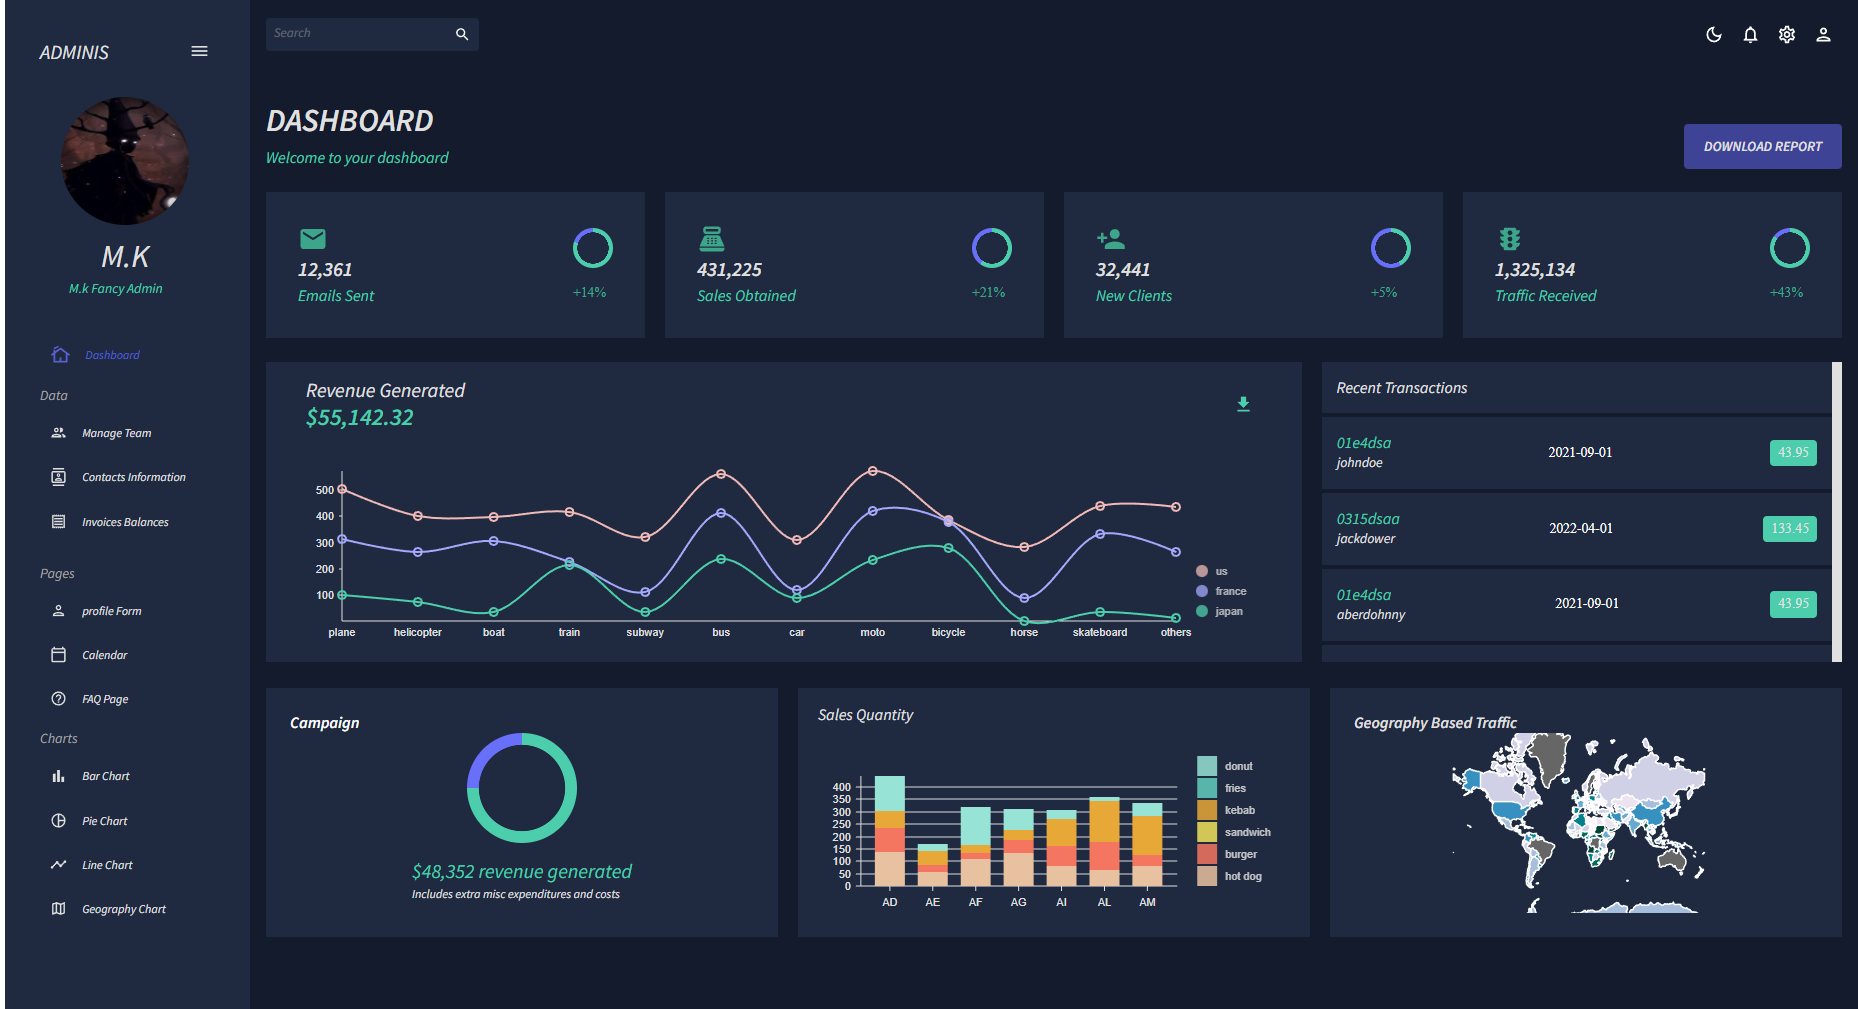 ADMINIS
M.K
M.k Fancy Admin
Dashboard
Data
Manage Team
Contacts Information
Invoices Balances
Pages
profile Form
Calendar
FAQ Page
Charts
Bar Chart
Pie Chart
Line Chart
Geography Chart
Search
DASHBOARD
Welcome to your dashboard
DOWNLOAD REPORT
12,361
Emails Sent
+14%
431,225
Sales Obtained
+21%
32,441
New Clients
+5%
1,325,134
Traffic Received
+43%
Revenue Generated
$55,142.32
500
400
300
200
100
plane helicopter boat train subway bus car moto bicycle horse skateboard others
us
france
japan
Recent Transactions
01e4dsa
johndoe
2021-09-01
43.95
0315dsaa
jackdower
2022-04-01
133.45
01e4dsa
aberdohnny
2021-09-01
43.95
Campaign
$48,352 revenue generated
Includes extra misc expenditures and costs
Sales Quantity
400
350
300
250
200
150
100
50
0
AD AE AF AG AI AL AM
donut
fries
kebab
sandwich
burger
hot dog
Geography Based Traffic